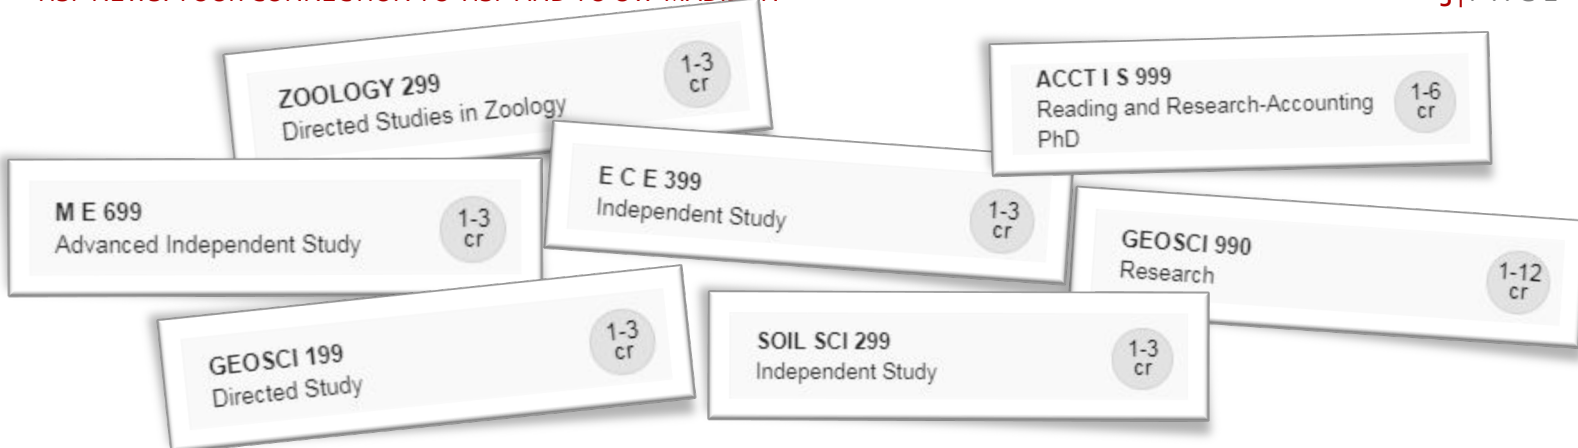 ZOOLOGY 299
Directed Studies in Zoology
1-3
cr
ACCT I S 999
Reading and Research-Accounting
PhD
1-6
cr
M E 699
Advanced Independent Study
1-3
cr
E C E 399
Independent Study
1-3
cr
GEOSCI 990
Research
1-12
cr
GEOSCI 199
Directed Study
1-3
cr
SOIL SCI 299
Independent Study
1-3
cr